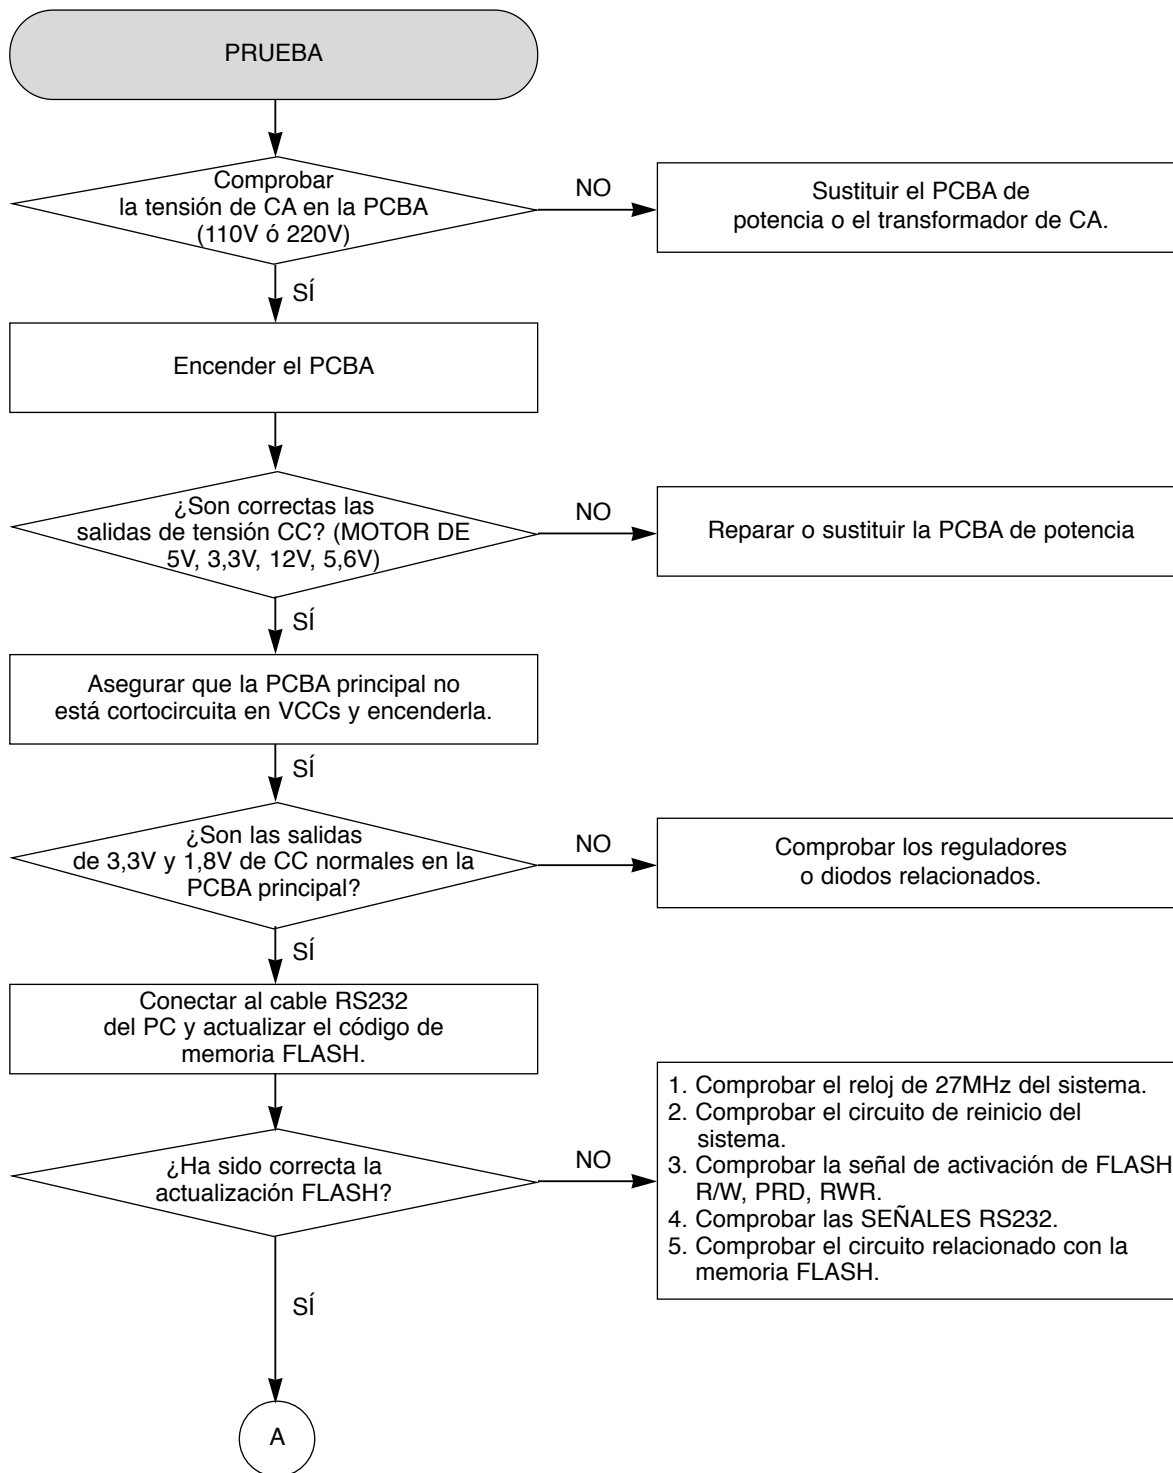 PRUEBA
Comprobar
la tensión de CA en la PCBA
(110V ó 220V)
NO
Sustituir el PCBA de
potencia o el transformador de CA.
SÍ
Encender el PCBA
¿Son correctas las
salidas de tensión CC? (MOTOR DE
5V, 3,3V, 12V, 5,6V)
NO
Reparar o sustituir la PCBA de potencia
SÍ
Asegurar que la PCBA principal no
está cortocircuita en VCCs y encenderla.
SÍ
¿Son las salidas
de 3,3V y 1,8V de CC normales en la
PCBA principal?
NO
Comprobar los reguladores
o diodos relacionados.
SÍ
Conectar al cable RS232
del PC y actualizar el código de
memoria FLASH.
¿Ha sido correcta la
actualización FLASH?
NO
1. Comprobar el reloj de 27MHz del sistema.
2. Comprobar el circuito de reinicio del
sistema.
3. Comprobar la señal de activación de FLASH
R/W, PRD, RWR.
4. Comprobar las SEÑALES RS232.
5. Comprobar el circuito relacionado con la
memoria FLASH.
SÍ
A